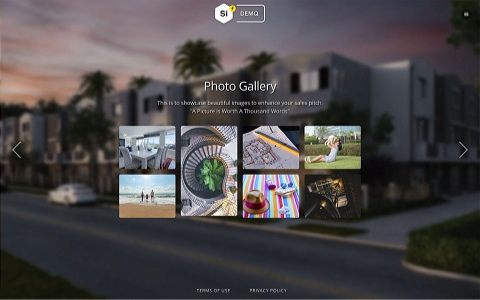 Si
DEMO
Photo Gallery
This is to showcase beautiful images to enhance your sales pitch.
"A Picture Is Worth A Thousand Words"
TERMS OF USE
PRIVACY POLICY